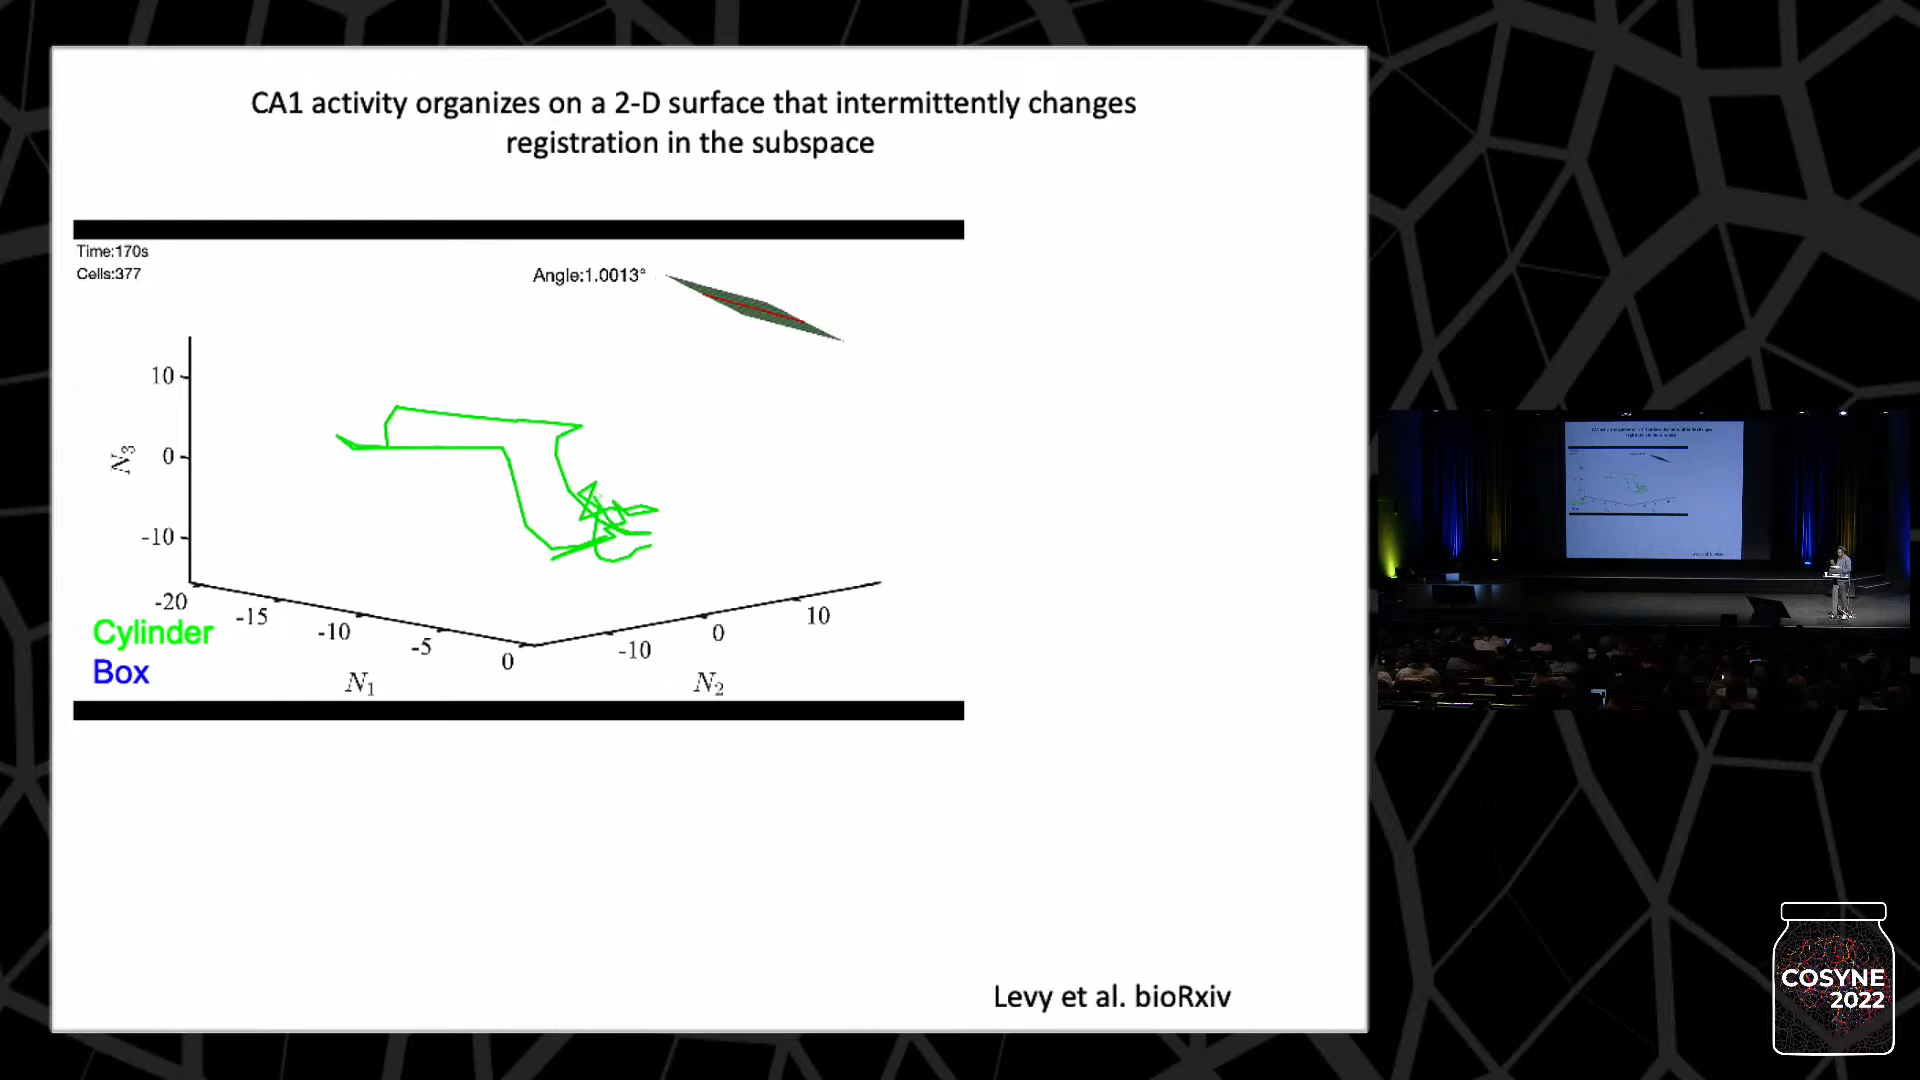 CA1 activity organizes on a 2-D surface that intermittently changes
registration in the subspace
Time:170s
Cells:377
Angle:1.0013°
10
0
-10
N3
-20
-15
-10
-5
0
N1
-10
0
10
N2
Cylinder
Box
Levy et al. bioRxiv
COSYNE
2022